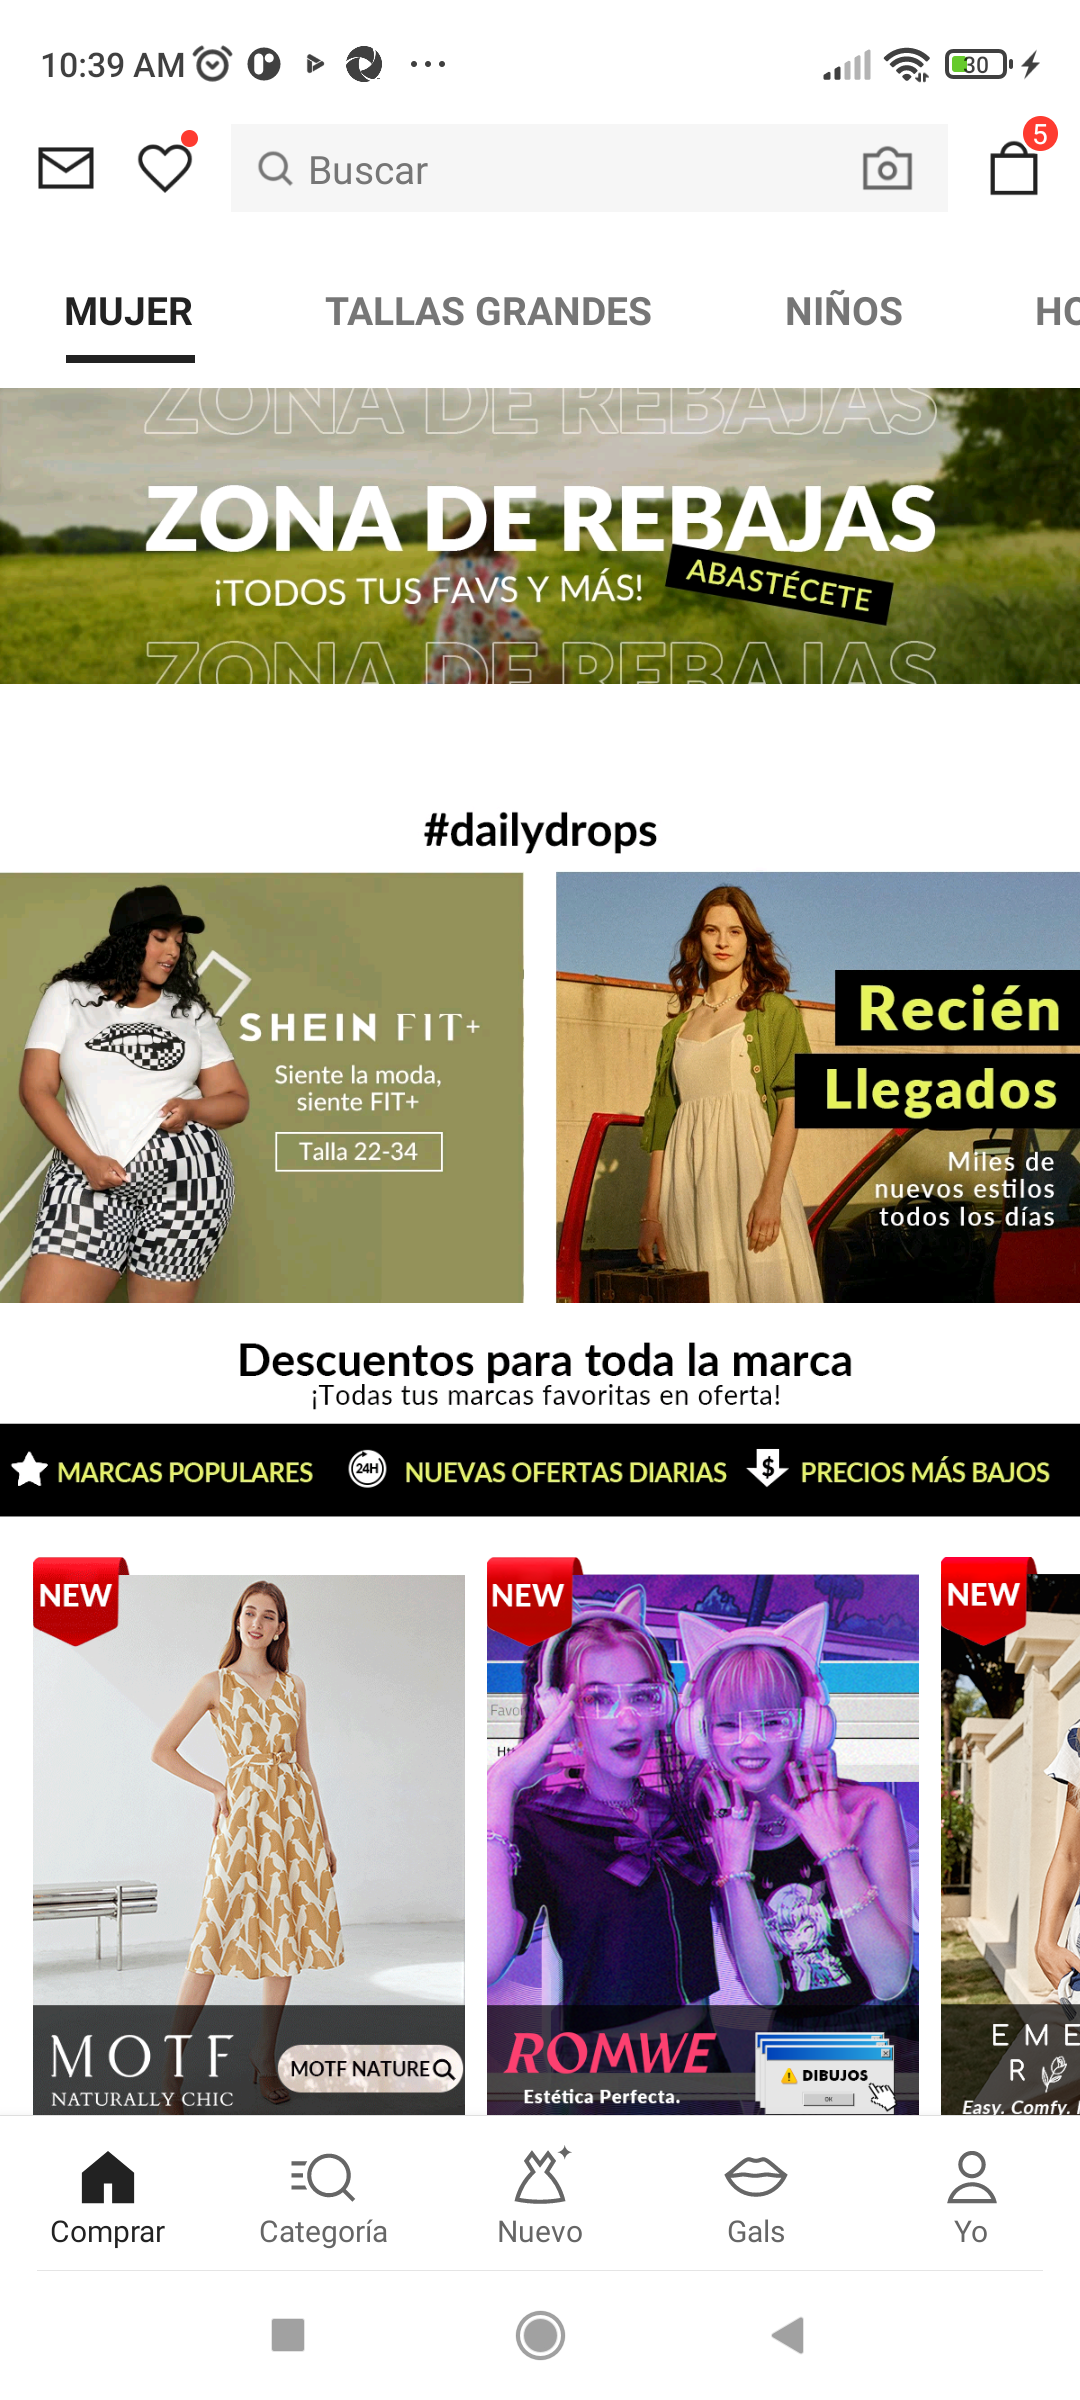 10:39 AM
30
5
Buscar
MUJER
TALLAS GRANDES
NIÑOS
ZONA DE REBAJAS
ZONA DE REBAJAS
¡TODOS TUS FAVS Y MÁS!
ABASTÉCETE
ZONA DE REBAJAS
#dailydrops
SHEIN FIT+
Siente la moda,
siente FIT+
Talla 22-34
Recién
Llegados
Miles de
nuevos estilos
todos los días
Descuentos para toda la marca
¡Todas tus marcas favoritas en oferta!
MARCAS POPULARES
24H
NUEVAS OFERTAS DIARIAS
$
PRECIOS MÁS BAJOS
NEW
MOTF
NATURALLY CHIC
MOTF NATURE
NEW
ROMWE
Estética Perfecta.
DIBUJOS
OK
NEW
EME
R
Easy. Comfy.
Comprar
Categoría
Nuevo
Gals
Yo